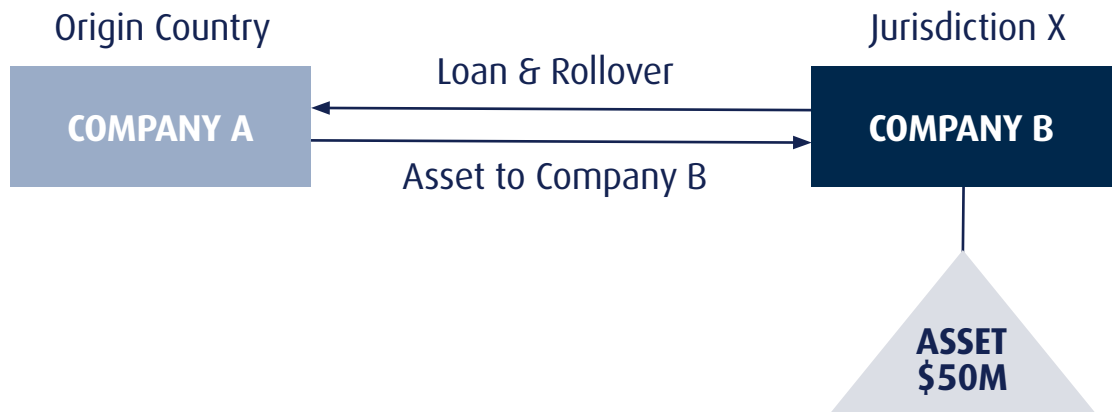 Origin Country
Jurisdiction X
Loan & Rollover
COMPANY A
COMPANY B
Asset to Company B
ASSET
$50M